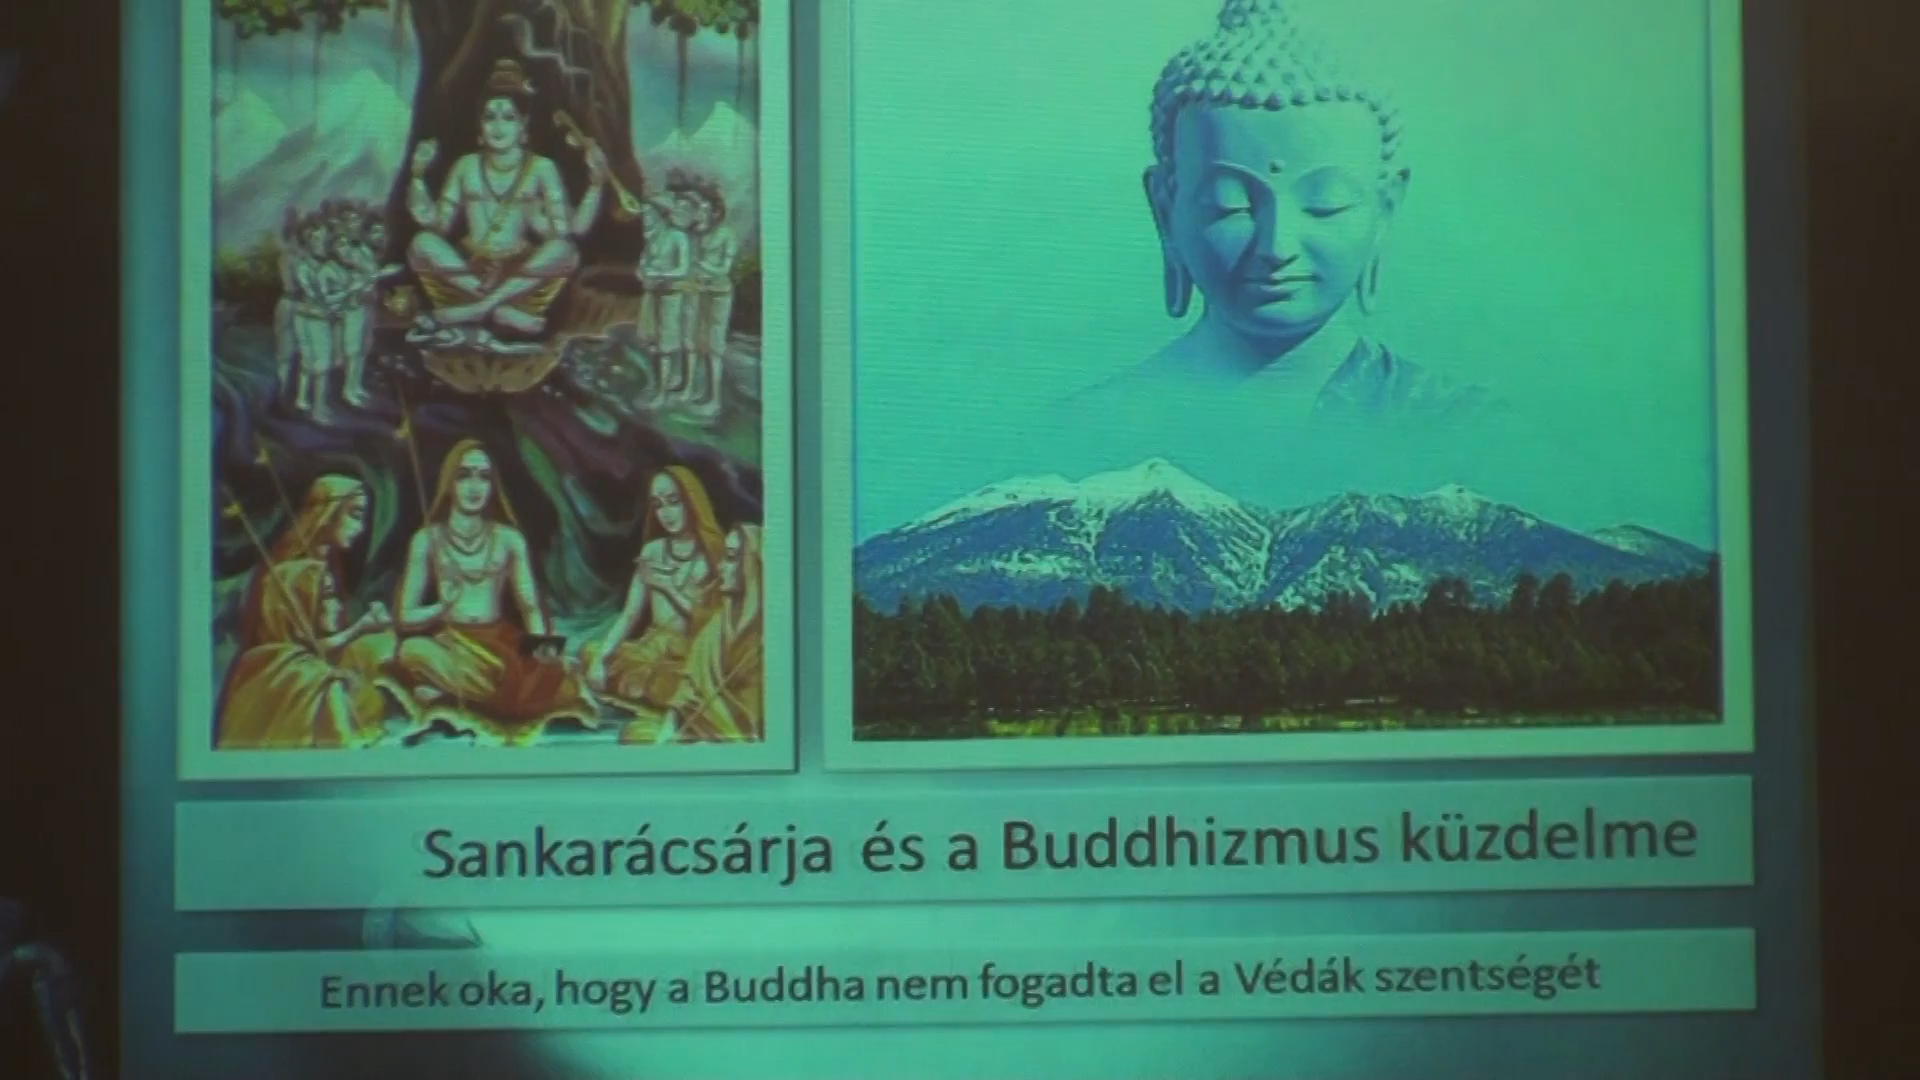 Sankarácsárja és a Buddhizmus küzdelme
Ennek oka, hogy a Buddha nem fogadta el a Védák szentségét